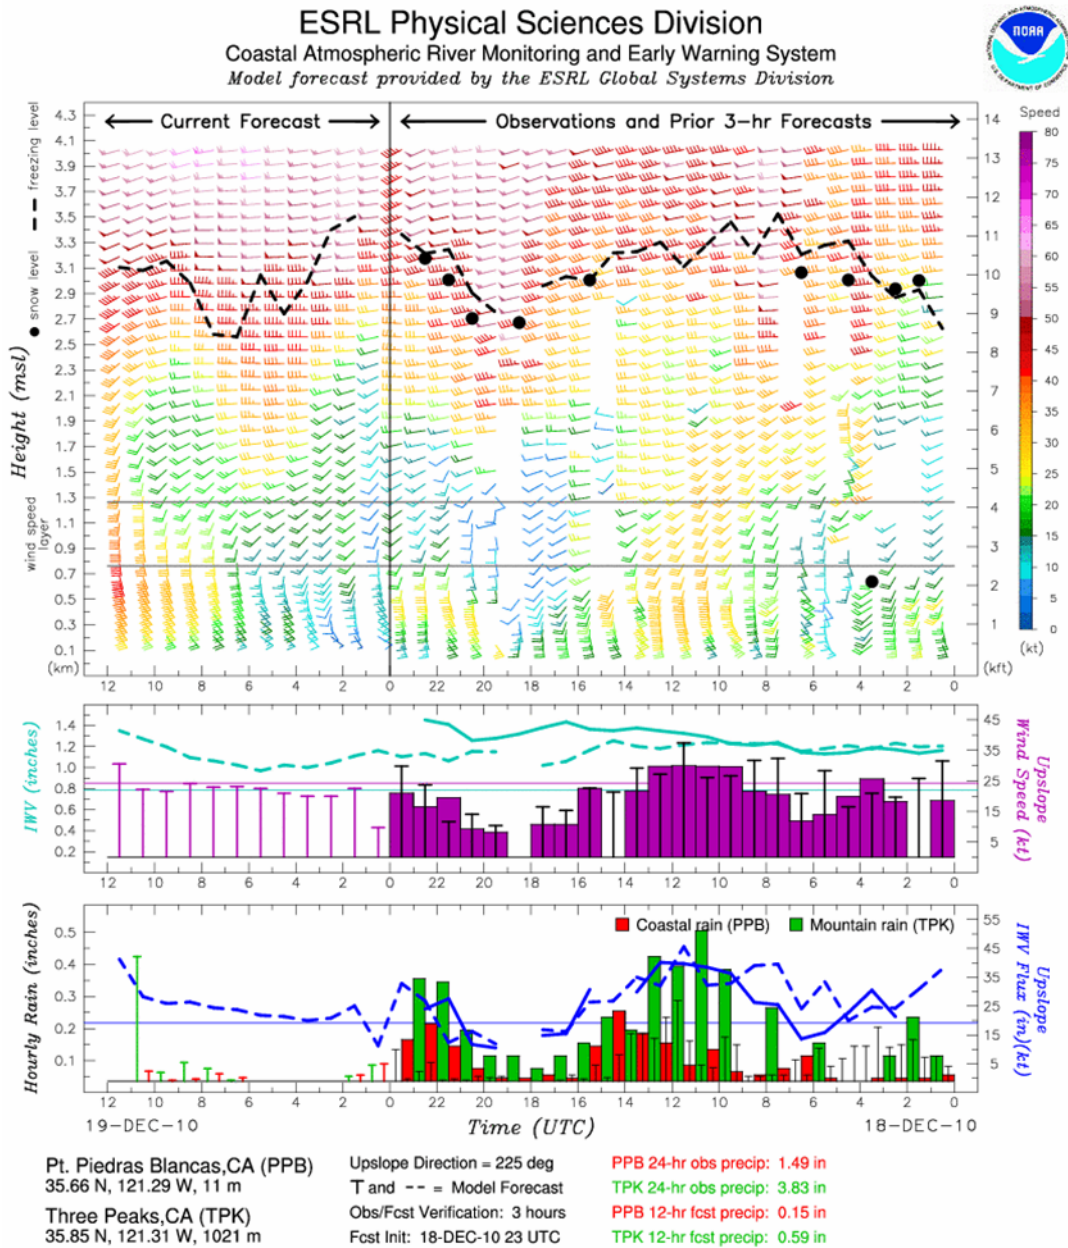 ESRL Physical Sciences Division
Coastal Atmospheric River Monitoring and Early Warning System
Model forecast provided by the ESRL Global Systems Division
NOAA
Current Forecast
Observations and Prior 3-hr Forecasts
Speed
freezing level
snow level
Height (msl)
wind speed layer
4.3
4.1
3.9
3.7
3.5
3.3
3.1
2.9
2.7
2.5
2.3
2.1
1.9
1.7
1.5
1.3
1.1
0.9
0.7
0.5
0.3
0.1
(km)
14
13
12
11
10
9
8
7
6
5
4
3
2
1
(kft)
80
75
70
65
60
55
50
45
40
35
30
25
20
15
10
5
0
(kt)
12 10 8 6 4 2 0 22 20 18 16 14 12 10 8 6 4 2 0
IWV (inches)
1.4
1.2
1.0
0.8
0.6
0.4
0.2
45
35
25
15
5
Upslope
Wind Speed (kt)
12 10 8 6 4 2 0 22 20 18 16 14 12 10 8 6 4 2 0
Hourly Rain (inches)
0.5
0.4
0.3
0.2
0.1
Coastal rain (PPB)
Mountain rain (TPK)
55
45
35
25
15
5
Upslope
IWV Flux (in)(kt)
12 10 8 6 4 2 0 22 20 18 16 14 12 10 8 6 4 2 0
19-DEC-10
Time (UTC)
18-DEC-10
Pt. Piedras Blancas,CA (PPB)
35.66 N, 121.29 W, 11 m
Three Peaks,CA (TPK)
35.85 N, 121.31 W, 1021 m
Upslope Direction = 225 deg
T and -- = Model Forecast
Obs/Fcst Verification: 3 hours
Fcst Init: 18-DEC-10 23 UTC
PPB 24-hr obs precip: 1.49 in
TPK 24-hr obs precip: 3.83 in
PPB 12-hr fcst precip: 0.15 in
TPK 12-hr fcst precip: 0.59 in